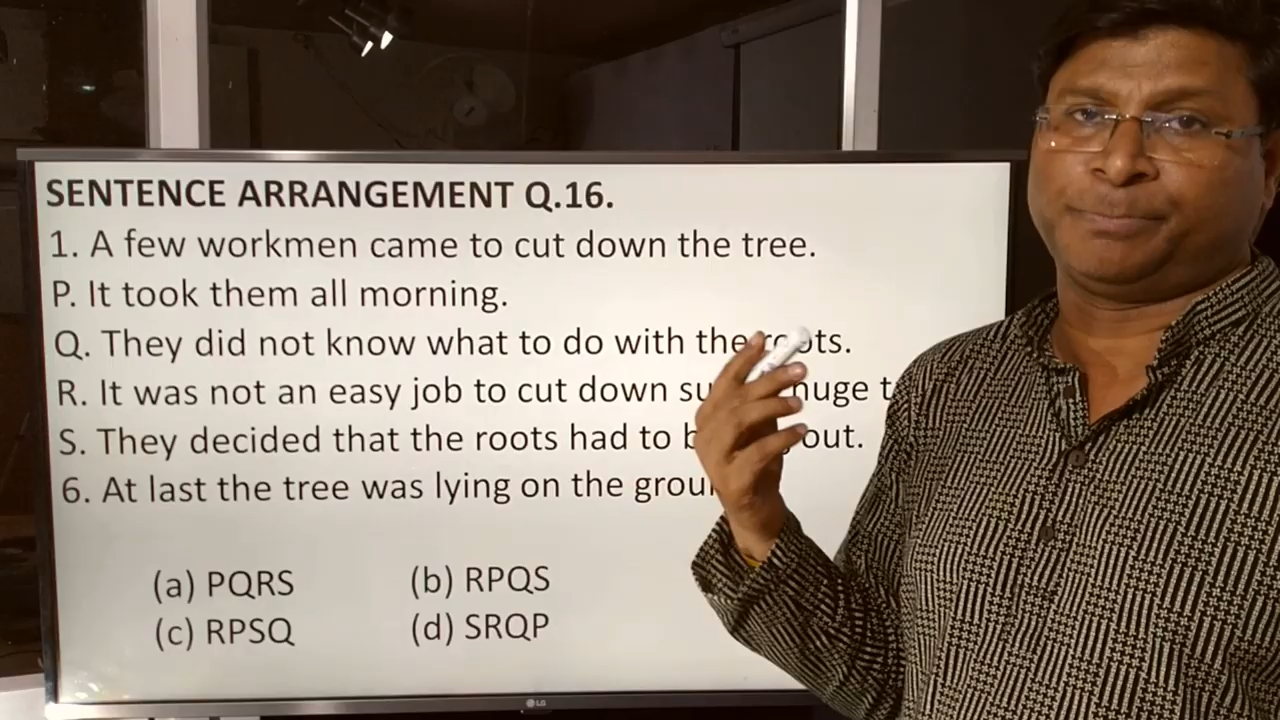 SENTENCE ARRANGEMENT Q.16.
1. A few workmen came to cut down the tree.
P. It took them all morning.
Q. They did not know what to do with the roots.
R. It was not an easy job to cut down huge
S. They decided that the roots had to out.
6. At last the tree was lying on the
(a) PQRS (b) RPQS
(c) RPSQ (d) SRQP
LG